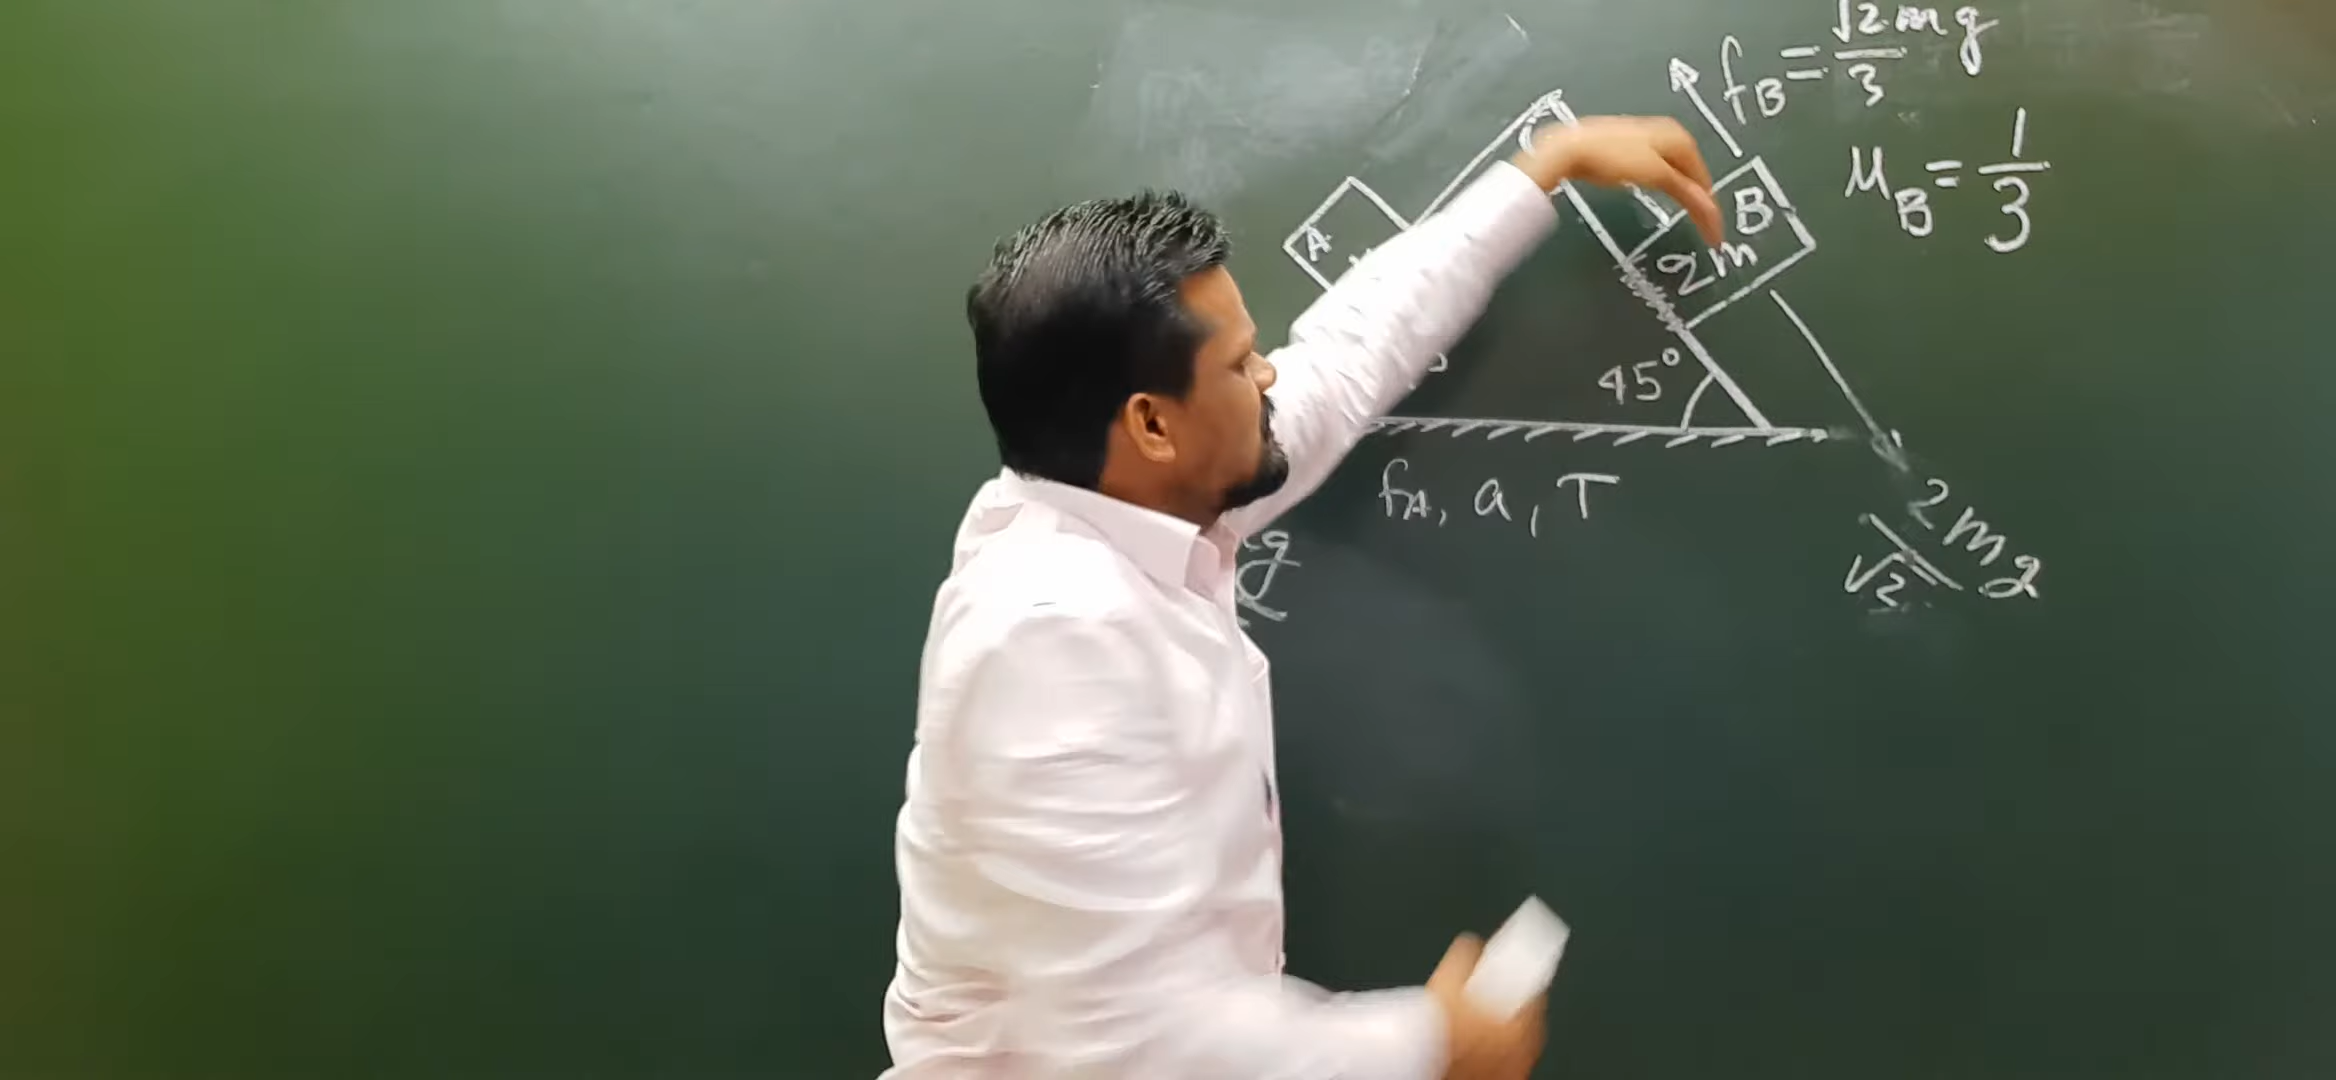 f_B = √2 mg / 3
μ_B = 1/3
A
B
2m
45°
f_A, a, T
2mg / √2